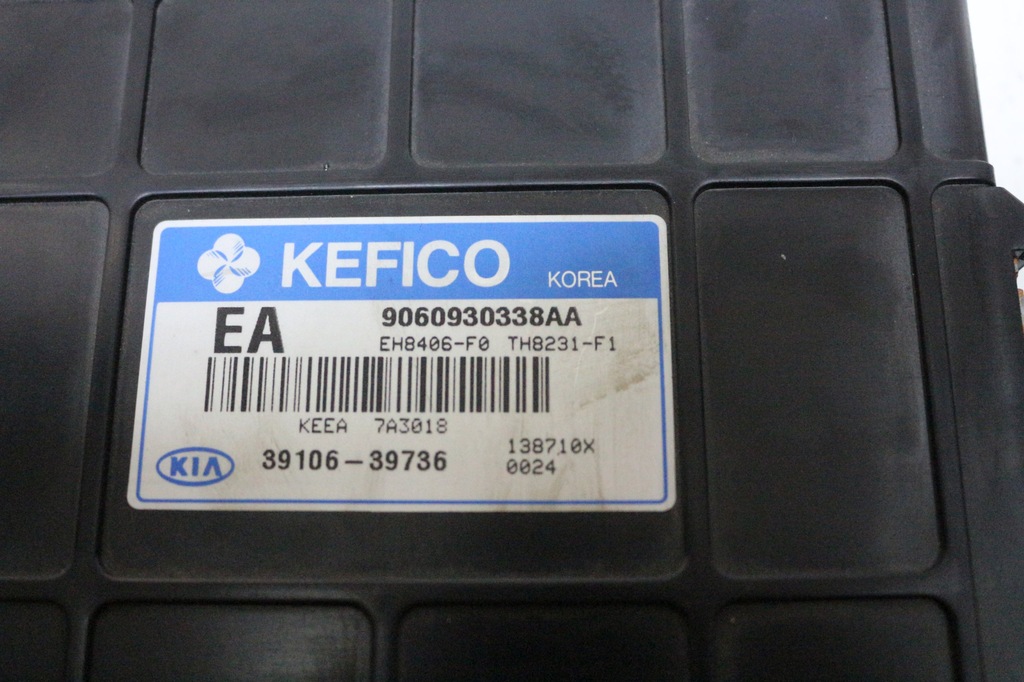 KEFICO KOREA
EA 9060930338AA
EH8406-F0 TH8231-F1
KEEA 7A3018
KIA 39106-39736
138710X
0024